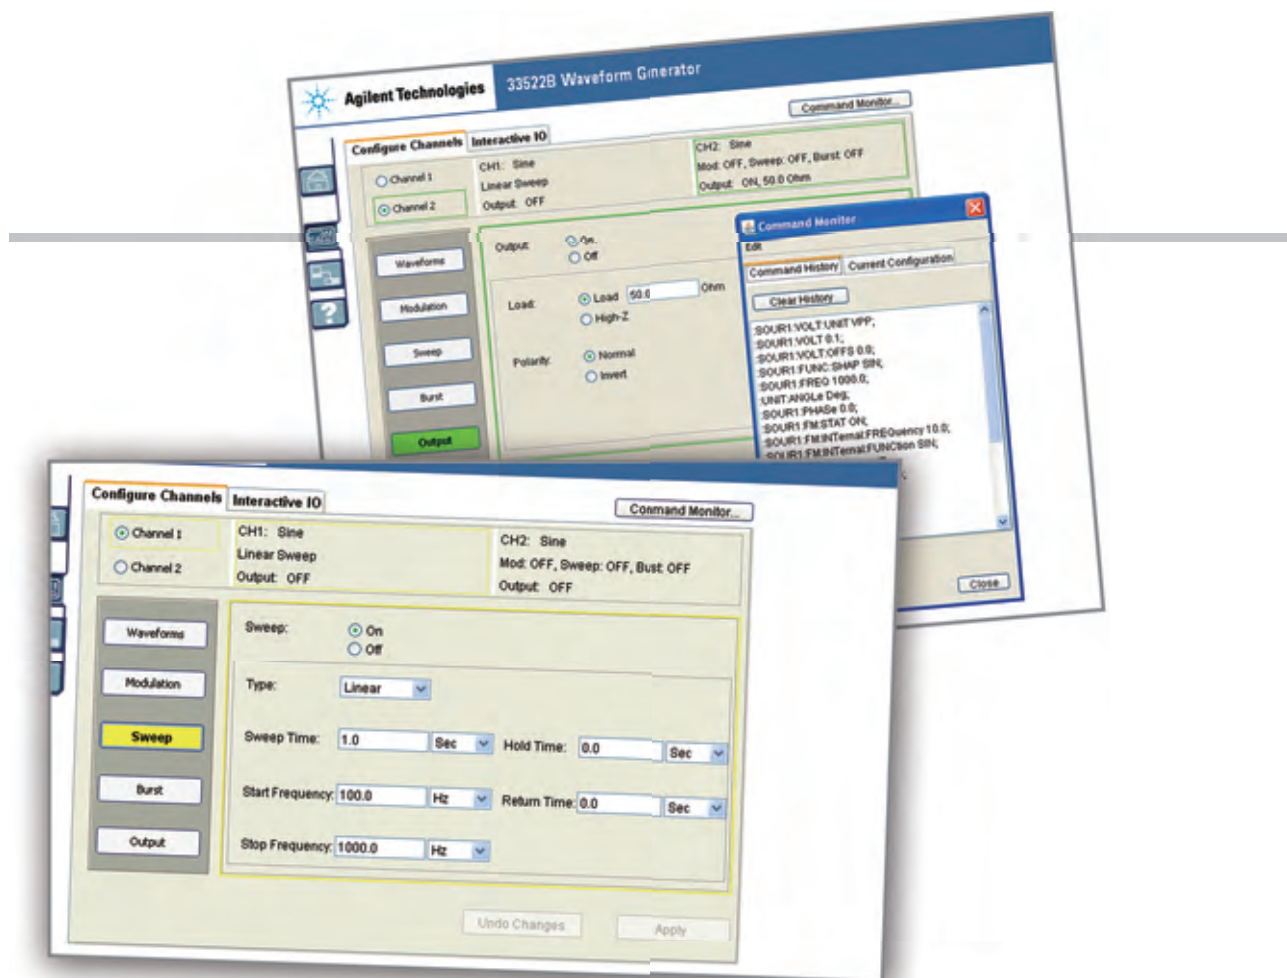 Agilent Technologies
33522B Waveform Ginerator
Command Monitor...
Configure Channels
Interactive IO
Channel 1
Channel 2
CH1: Sine
Linear Sweep
Output: OFF
CH2: Sine
Mod: OFF, Sweep: OFF, Burst: OFF
Output: ON, 50.0 Ohm
Waveforms
Modulation
Sweep
Burst
Output
Output:
On
Off
Load:
Load 50.0 Ohm
High-Z
Polarity:
Normal
Invert
Command Monitor
Edit
Command History
Current Configuration
Clear History
:SOUR1:VOLT:UNIT VPP;
:SOUR1:VOLT 0.1;
:SOUR1:VOLT:OFFS 0.0;
:SOUR1:FUNC:SHAP SIN;
:SOUR1:FREQ 1000.0;
:UNIT:ANGLe Deg;
:SOUR1:PHASe 0.0;
:SOUR1:FM:STAT ON;
:SOUR1:FM:INTernal:FREQuency 10.0;
:SOUR1:FM:INTernal:FUNCtion SIN;
Close
?
Configure Channels
Interactive IO
Conmand Monitor...
Channel 1
Channel 2
CH1: Sine
Linear Sweep
Output: OFF
CH2: Sine
Mod: OFF, Sweep: OFF, Bust: OFF
Output: OFF
Waveforms
Modulation
Sweep
Burst
Output
Sweep:
On
Off
Type: Linear
Sweep Time: 1.0 Sec
Hold Time: 0.0 Sec
Start Frequency: 100.0 Hz
Return Time: 0.0 Sec
Stop Frequency: 1000.0 Hz
Undo Changes
Apply